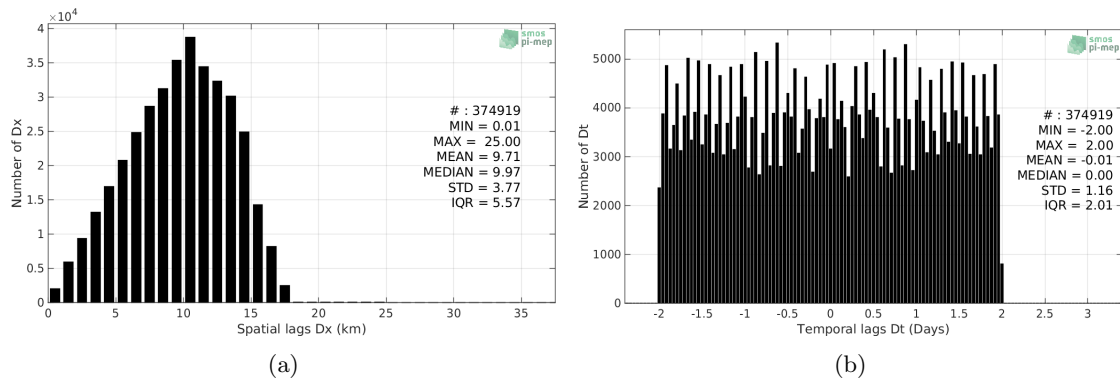 ×10⁴
4
3.5
3
2.5
2
1.5
1
0.5
0
Number of Dx
smos
pi-mep
# : 374919
MIN = 0.01
MAX = 25.00
MEAN = 9.71
MEDIAN = 9.97
STD = 3.77
IQR = 5.57
0 5 10 15 20 25 30 35
Spatial lags Dx (km)
(a)
5000
4000
3000
2000
1000
0
Number of Dt
smos
pi-mep
# : 374919
MIN = -2.00
MAX = 2.00
MEAN = -0.01
MEDIAN = 0.00
STD = 1.16
IQR = 2.01
-2 -1.5 -1 -0.5 0 0.5 1 1.5 2 2.5 3
Temporal lags Dt (Days)
(b)